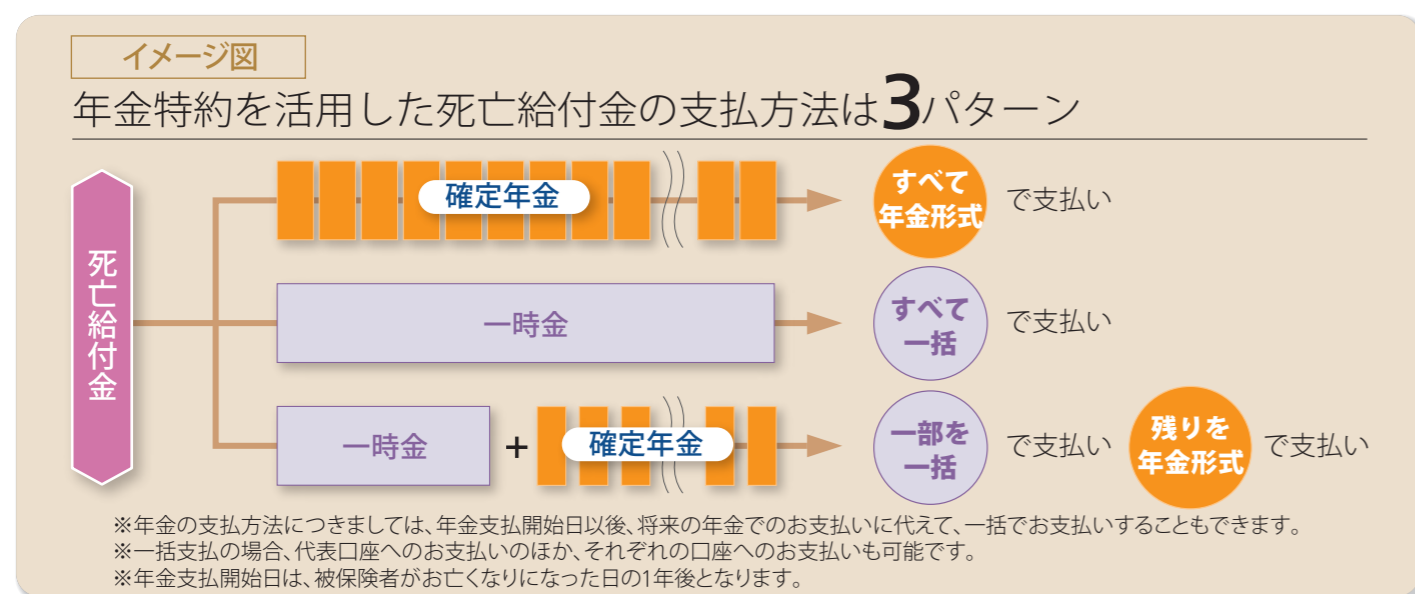 イメージ図
年金特約を活用した死亡給付金の支払方法は3パターン
死亡給付金
確定年金
すべて
年金形式
で支払い
一時金
すべて
一括
で支払い
一時金
+
確定年金
一部を
一括
で支払い
残りを
年金形式
で支払い
※年金の支払方法につきましては、年金支払開始日以後、将来の年金でのお支払いに代えて、一括でお支払いすることもできます。
※一括支払の場合、代表口座へのお支払いのほか、それぞれの口座へのお支払いも可能です。
※年金支払開始日は、被保険者がお亡くなりになった日の1年後となります。